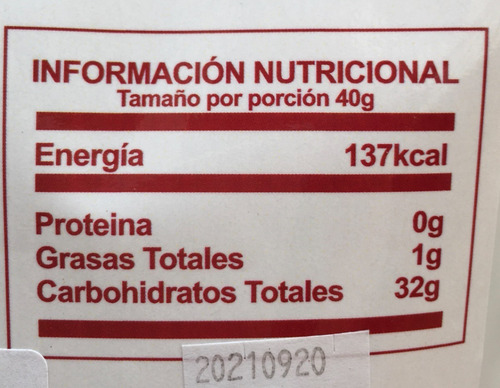 INFORMACIÓN NUTRICIONAL
Tamaño por porción 40g
Energía 137kcal
Proteina 0g
Grasas Totales 1g
Carbohidratos Totales 32g
20210920